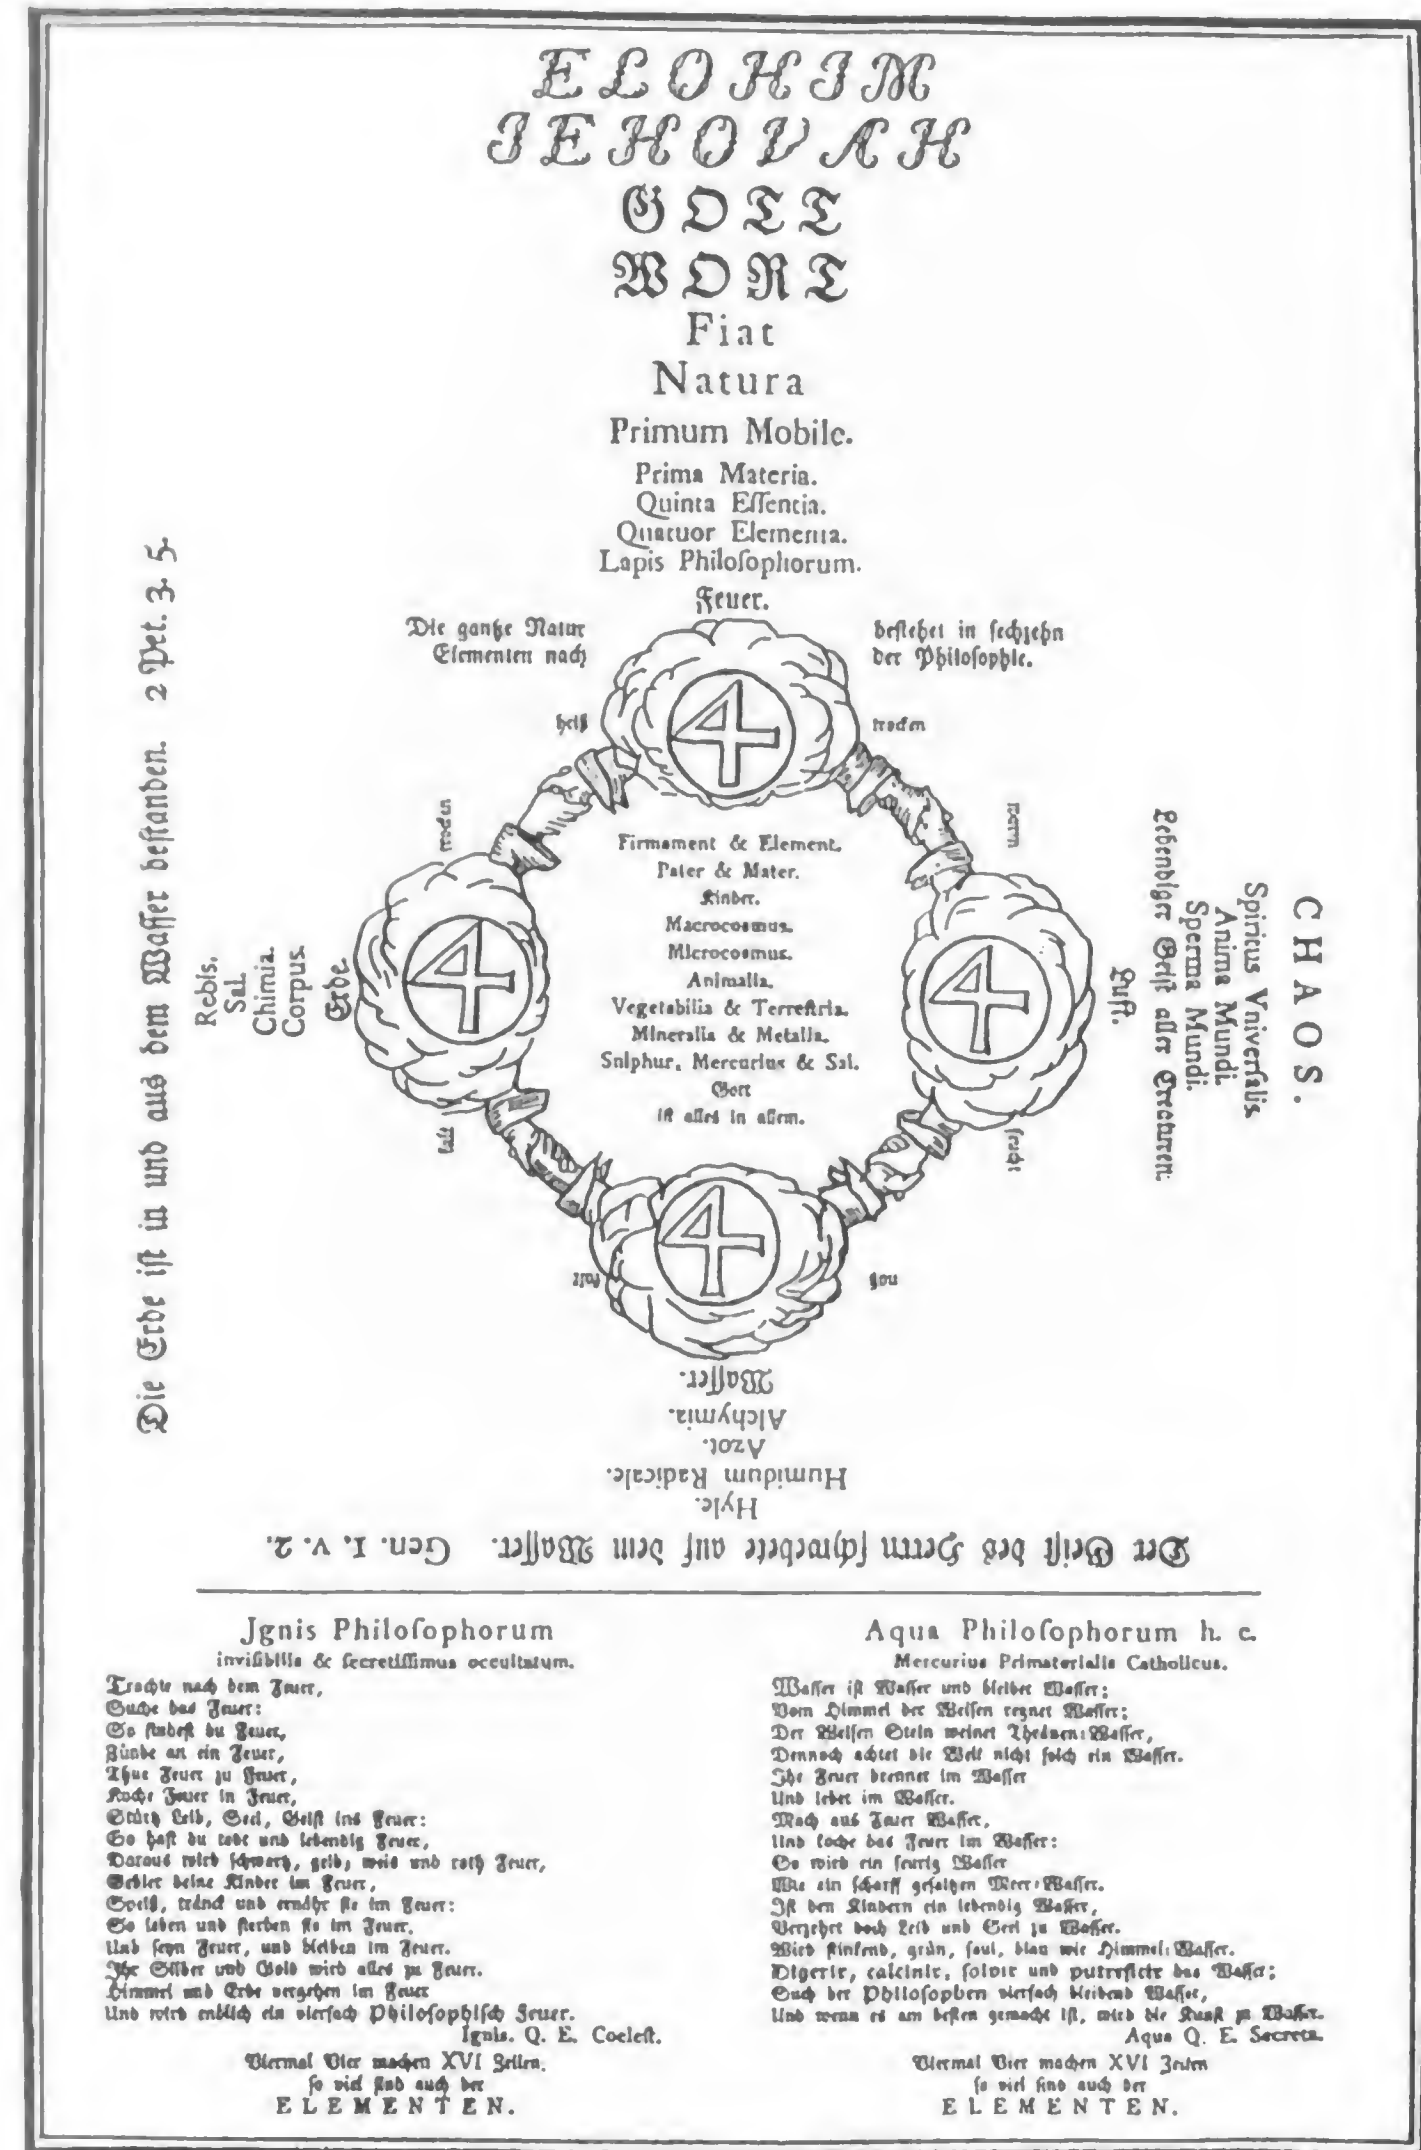 ELOHIM
JEHOVAH
GOTT
WORT
Fiat
Natura
Primum Mobile.
Prima Materia.
Quinta Eſſentia.
Quatuor Elementa.
Lapis Philoſophorum.
Feuer.
Die gantze Natur beſtehet in ſechzehn
Elementen nach der Philoſophie.
heiß trocken
trocken warm
4
4
4
4
Firmament & Element.
Pater & Mater.
Kinder.
Macrocosmus.
Microcosmus.
Animalia.
Vegetabilia & Terreſtria.
Mineralia & Metalla.
Sulphur, Mercurius & Sal.
Gott
iſt alles in allem.
kalt feucht
kalt naß
Die Erde iſt in und aus dem Waſſer beſtanden. 2 Pet. 3. 5.
Rebis.
Sal.
Chimia.
Corpus.
Erde.
CHAOS.
Spiritus Vniverſalis.
Anima Mundi.
Sperma Mundi.
Lebendiger Geiſt aller Creaturen.
Luft.
Waſſer.
Alchymia.
Azot.
Humidum Radicale.
Hyle.
Der Geiſt des Herrn ſchwebete auf dem Waſſer. Gen. I. v. 2.
Jgnis Philoſophorum
inviſibilis & ſecretiſſimus occultatum.
Trachte nach dem Feuer,
Suche das Feuer:
So findeſt du Feuer,
Zünde an ein Feuer,
Thue Feuer zu Feuer,
Koche Feuer in Feuer,
Stürtz Leib, Seel, Geiſt ins Feuer:
So haſt du todt und lebendig Feuer,
Daraus wird ſchwartz, gelb, weis und roth Feuer,
Gebier deine Kinder im Feuer,
Speiß, tränck und ernähr ſie im Feuer:
So leben und ſterben ſie im Feuer,
Und ſeyn Feuer, und bleiben im Feuer.
Ihr Silber und Gold wird alles zu Feuer.
Himmel und Erde vergehen im Feuer
Und wird endlich ein vierfach Philoſophiſch Feuer.
Ignis. Q. E. Coeleſt.
Viermal Vier machen XVI Zeilen,
ſo viel ſind auch der
ELEMENTEN.
Aqua Philoſophorum h. e.
Mercurius Primaterialis Catholicus.
Waſſer iſt Waſſer und bleibet Waſſer;
Vom Himmel der Weiſen regnet Waſſer;
Der Weiſen Stein weinet Thränen-Waſſer,
Dennoch achtet die Welt nicht ſolch ein Waſſer.
Ihr Feuer brennet im Waſſer
Und lebet im Waſſer.
Mach aus Feuer Waſſer,
Und koche das Feuer im Waſſer:
So wird ein feurig Waſſer
Wie ein ſcharff geſaltzen Meer-Waſſer.
Iſt den Kindern ein lebendig Waſſer,
Verzehret doch Leib und Seel zu Waſſer.
Wird ſtinkend, grün, faul, blau wie Himmel-Waſſer.
Digerir, calcinir, ſolvir und putreficir das Waſſer;
Such der Philoſophen vierfach bleibend Waſſer,
Und wenn es am beſten gemacht iſt, wird die Kunſt zu Waſſer.
Aqua Q. E. Secreta.
Viermal Vier machen XVI Zeilen
ſo viel ſind auch der
ELEMENTEN.